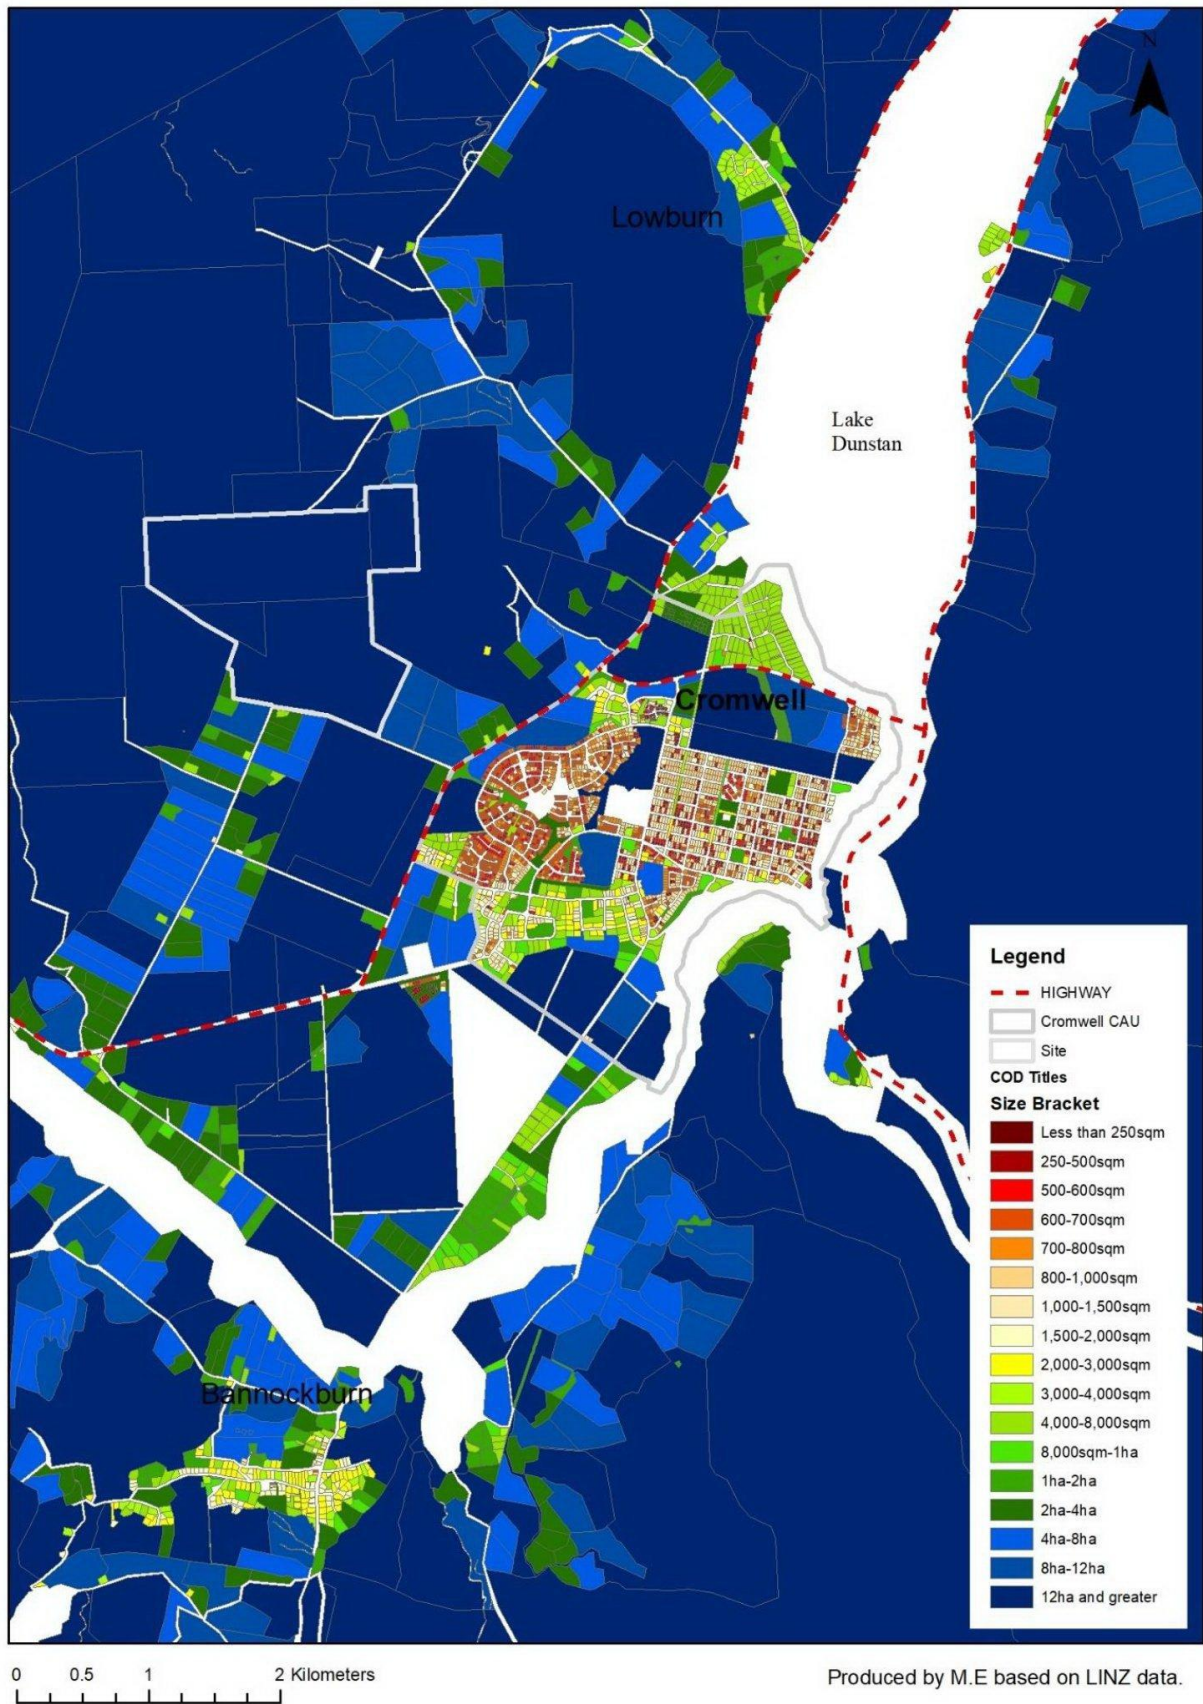 N
Lowburn
Lake
Dunstan
Cromwell
Bannockburn
Legend
HIGHWAY
Cromwell CAU
Site
COD Titles
Size Bracket
Less than 250sqm
250-500sqm
500-600sqm
600-700sqm
700-800sqm
800-1,000sqm
1,000-1,500sqm
1,500-2,000sqm
2,000-3,000sqm
3,000-4,000sqm
4,000-8,000sqm
8,000sqm-1ha
1ha-2ha
2ha-4ha
4ha-8ha
8ha-12ha
12ha and greater
0 0.5 1 2 Kilometers
Produced by M.E based on LINZ data.